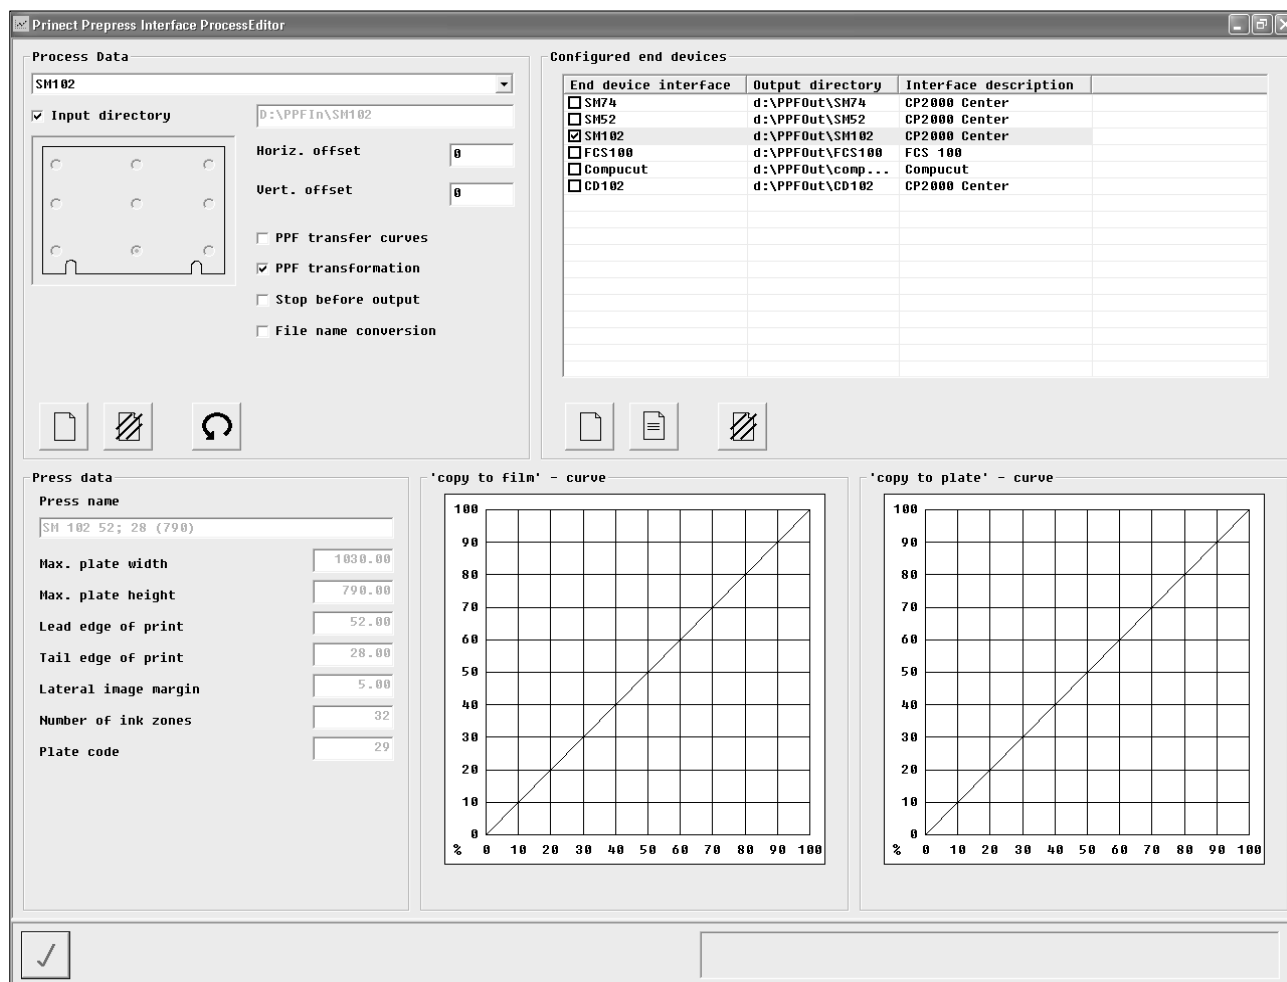 Prinect Prepress Interface ProcessEditor
Process Data
SM102
Input directory
D:\PPFIn\SM102
Horiz. offset
0
Vert. offset
0
PPF transfer curves
PPF transformation
Stop before output
File name conversion
Configured end devices
End device interface Output directory Interface description
SM74 d:\PPFOut\SM74 CP2000 Center
SM52 d:\PPFOut\SM52 CP2000 Center
SM102 d:\PPFOut\SM102 CP2000 Center
FCS100 d:\PPFOut\FCS100 FCS 100
Compucut d:\PPFOut\comp... Compucut
CD102 d:\PPFOut\CD102 CP2000 Center
Press data
Press name
SM 102 52; 28 (790)
Max. plate width 1030.00
Max. plate height 790.00
Lead edge of print 52.00
Tail edge of print 28.00
Lateral image margin 5.00
Number of ink zones 32
Plate code 29
'copy to film' - curve
100
90
80
70
60
50
40
30
20
10
0
% 0 10 20 30 40 50 60 70 80 90 100
'copy to plate' - curve
100
90
80
70
60
50
40
30
20
10
0
% 0 10 20 30 40 50 60 70 80 90 100